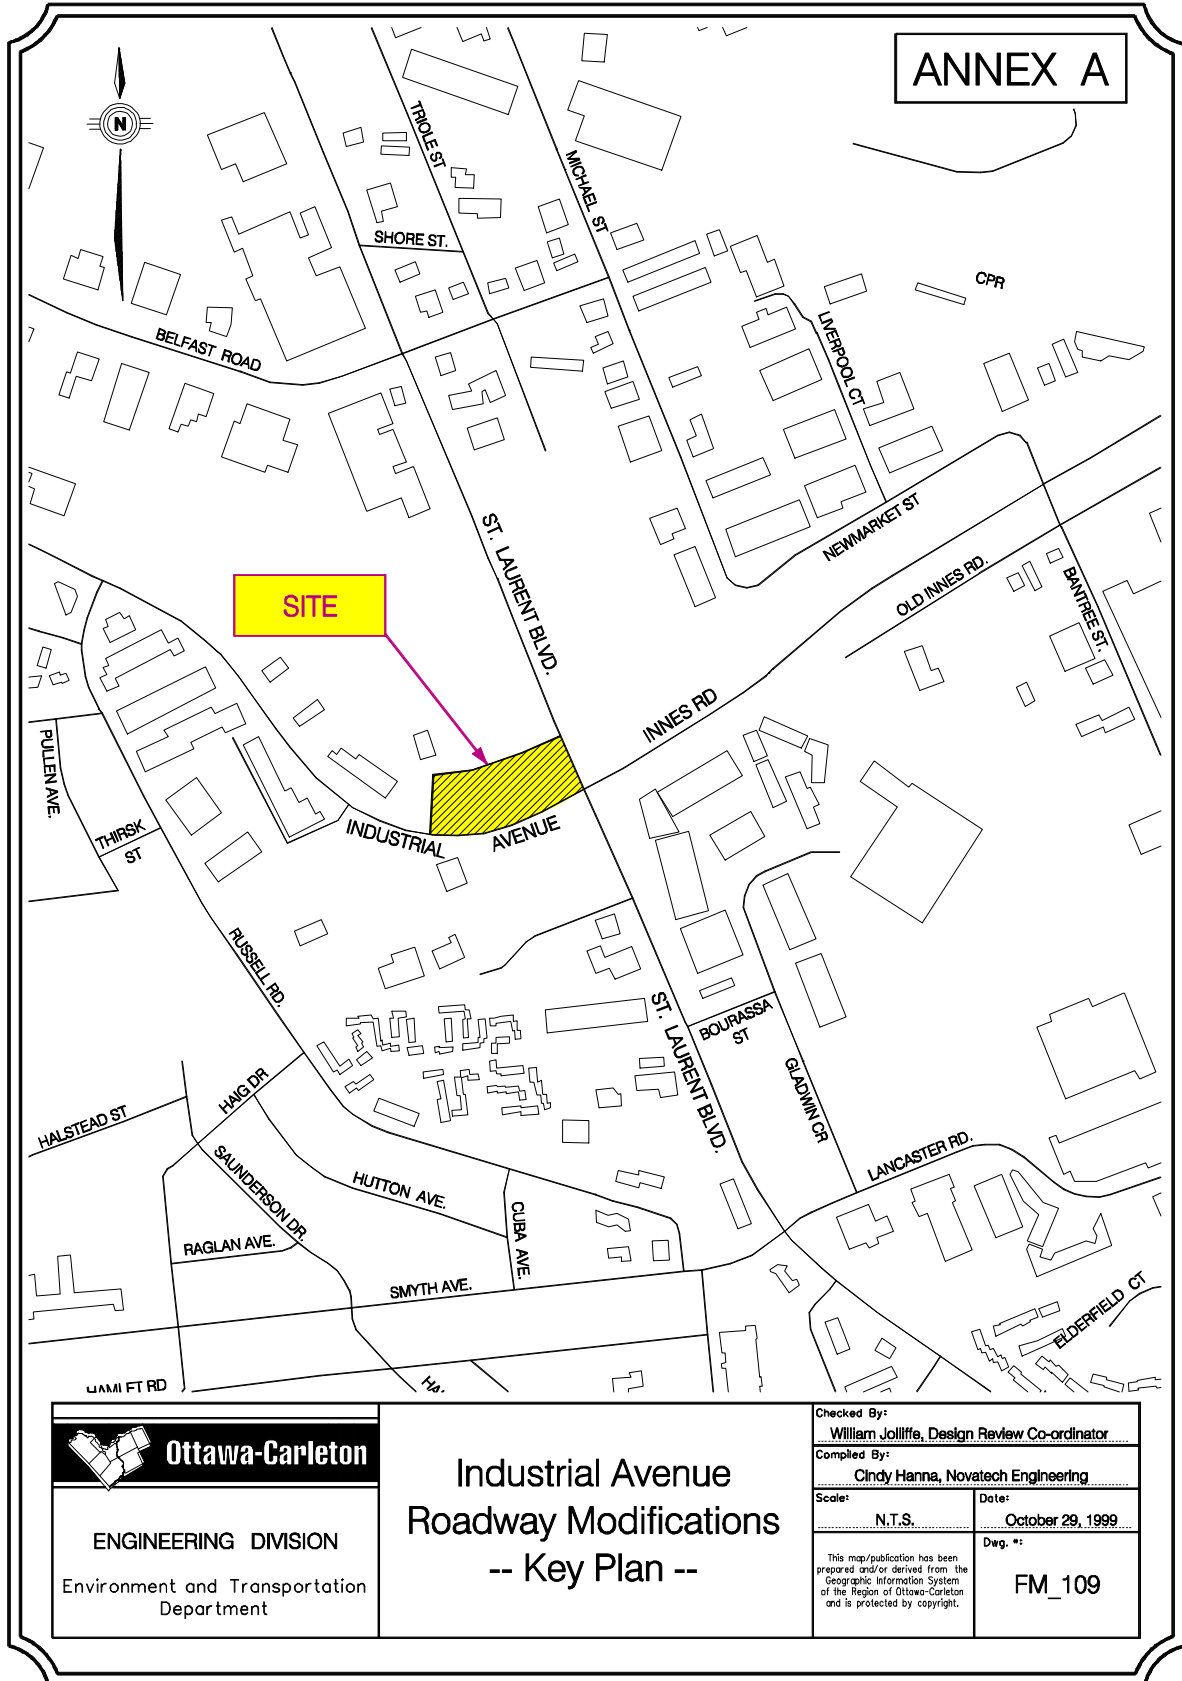 ANNEX A
N
TRIOLE ST
MICHAEL ST
SHORE ST.
CPR
BELFAST ROAD
LIVERPOOL CT
ST. LAURENT BLVD.
NEWMARKET ST
OLD INNES RD.
BANTREE ST.
SITE
INNES RD
PULLEN AVE.
THIRSK
ST
INDUSTRIAL AVENUE
RUSSELL RD.
ST. LAURENT BLVD.
BOURASSA
ST
GLADWIN CR
HAIG DR
HALSTEAD ST
LANCASTER RD.
SAUNDERSON DR.
HUTTON AVE.
CUBA AVE.
RAGLAN AVE.
SMYTH AVE.
ELDERFIELD CT
HAMLET RD
Ottawa-Carleton
ENGINEERING DIVISION
Environment and Transportation
Department
Industrial Avenue
Roadway Modifications
-- Key Plan --
Checked By:
William Jolliffe, Design Review Co-ordinator
Compiled By:
Cindy Hanna, Novatech Engineering
Scale:
N.T.S.
Date:
October 29, 1999
This map/publication has been
prepared and/or derived from the
Geographic Information System
of the Region of Ottawa-Carleton
and is protected by copyright.
Dwg. #:
FM_109